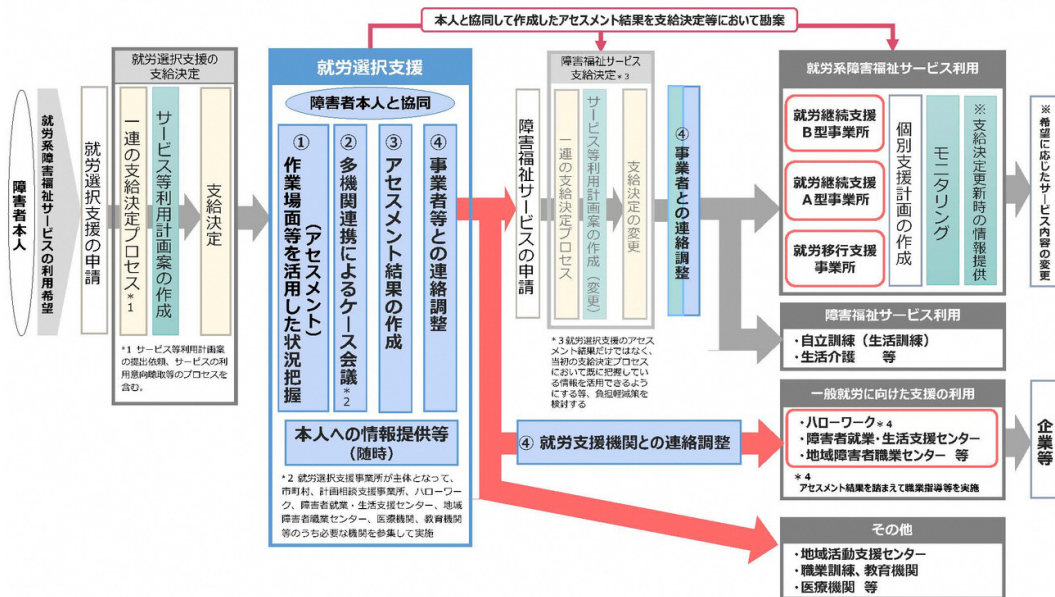 本人と協同して作成したアセスメント結果を支給決定等において勘案
障害者本人
就労系障害福祉サービスの利用希望
就労選択支援の申請
就労選択支援の
支給決定
一連の支給決定プロセス*1
サービス等利用計画案の作成
支給決定
*1 サービス等利用計画案
の提出依頼、サービスの利
用意向聴取等のプロセスを
含む。
就労選択支援
障害者本人と協同
① 作業場面等を活用した状況把握
(アセスメント)
② 多機関連携によるケース会議*2
③ アセスメント結果の作成
④ 事業者等との連絡調整
本人への情報提供等
(随時)
*2 就労選択支援事業所が主体となって、
市町村、計画相談支援事業所、ハローワー
ク、障害者就業・生活支援センター、地域
障害者職業センター、医療機関、教育機関
等のうち必要な機関を参集して実施
障害福祉サービスの申請
障害福祉サービス
支給決定*3
一連の支給決定プロセス
サービス等利用計画案の作成(変更)
支給決定の変更
*3 就労選択支援のアセスメ
ント結果だけではなく、
当初の支給決定プロセス
において既に把握している
情報を活用できるよう
にする等、負担軽減策を
検討する
④ 事業者との連絡調整
④ 就労支援機関との連絡調整
就労系障害福祉サービス利用
就労継続支援
B型事業所
就労継続支援
A型事業所
就労移行支援
事業所
個別支援計画の作成
モニタリング
※支給決定更新時の情報提供
※希望に応じたサービス内容の変更
障害福祉サービス利用
・自立訓練(生活訓練)
・生活介護 等
一般就労に向けた支援の利用
・ハローワーク*4
・障害者就業・生活支援センター
・地域障害者職業センター 等
*4
アセスメント結果を踏まえて職業指導等を実施
企業等
その他
・地域活動支援センター
・職業訓練、教育機関
・医療機関 等